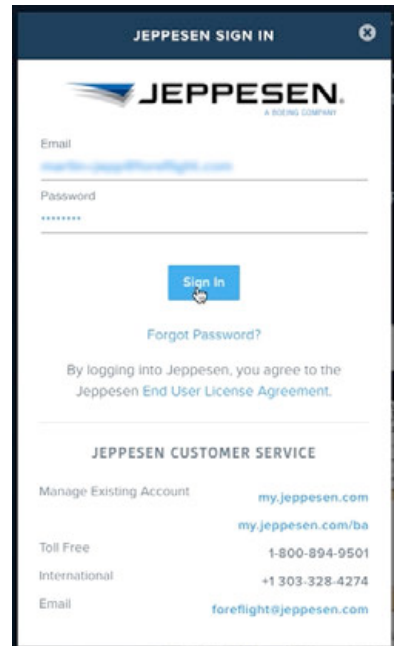 JEPPESEN SIGN IN
JEPPESEN.
A BOEING COMPANY
Email
Password
Sign In
Forgot Password?
By logging into Jeppesen, you agree to the
Jeppesen End User License Agreement.
JEPPESEN CUSTOMER SERVICE
Manage Existing Account my.jeppesen.com
my.jeppesen.com/ba
Toll Free 1-800-894-9501
International +1 303-328-4274
Email foreflight@jeppesen.com